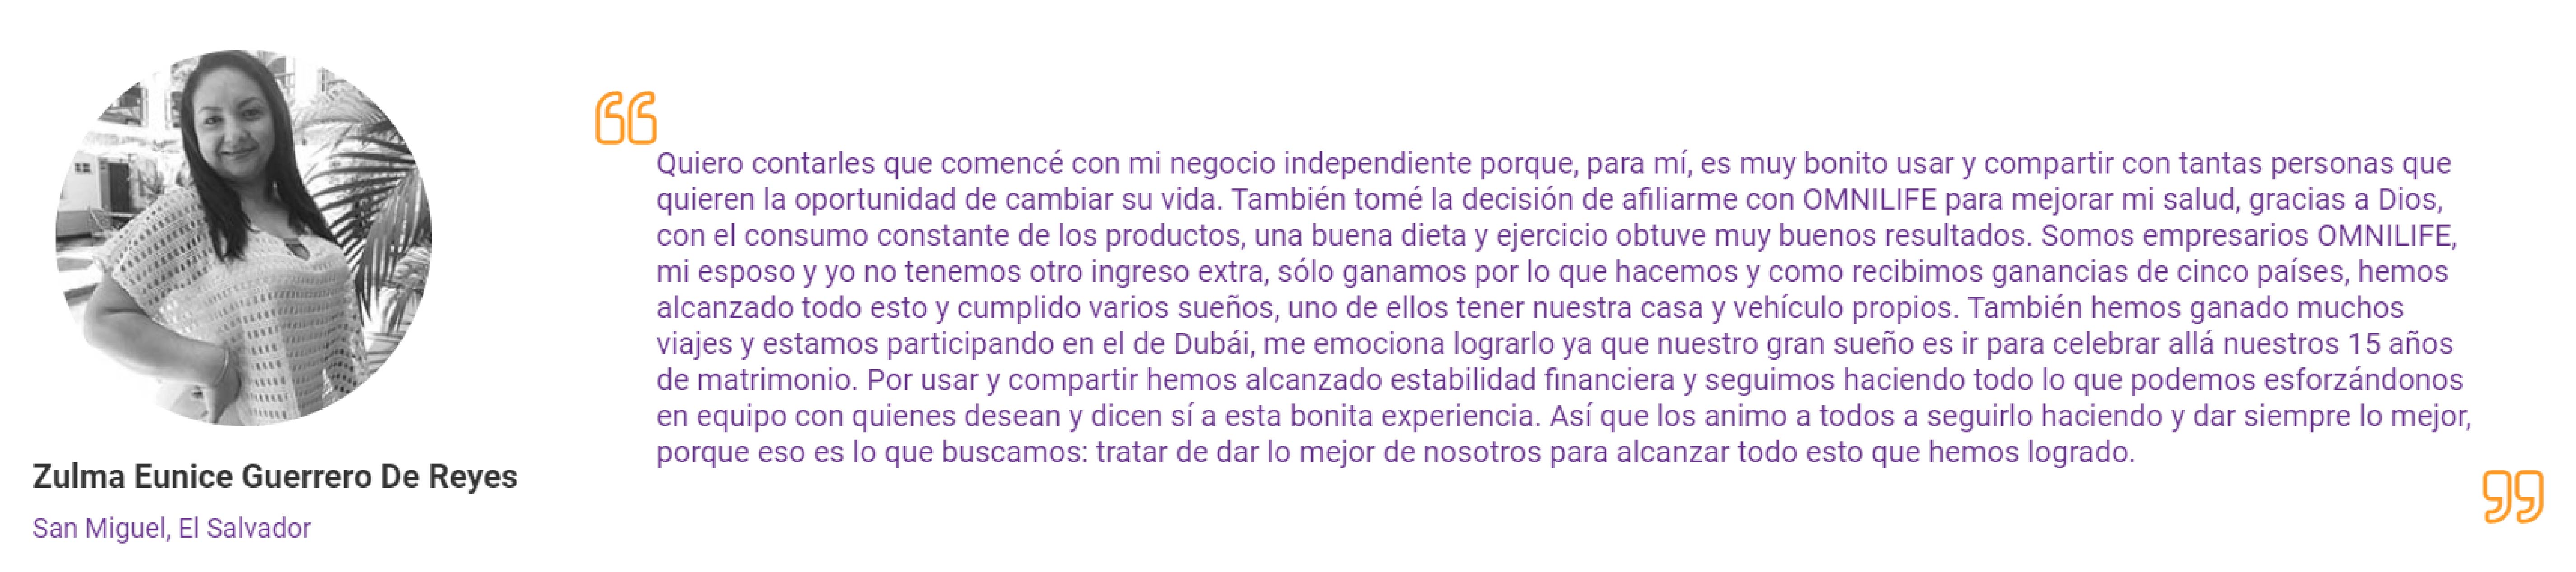 Quiero contarles que comencé con mi negocio independiente porque, para mí, es muy bonito usar y compartir con tantas personas que
quieren la oportunidad de cambiar su vida. También tomé la decisión de afiliarme con OMNILIFE para mejorar mi salud, gracias a Dios,
con el consumo constante de los productos, una buena dieta y ejercicio obtuve muy buenos resultados. Somos empresarios OMNILIFE,
mi esposo y yo no tenemos otro ingreso extra, sólo ganamos por lo que hacemos y como recibimos ganancias de cinco países, hemos
alcanzado todo esto y cumplido varios sueños, uno de ellos tener nuestra casa y vehículo propios. También hemos ganado muchos
viajes y estamos participando en el de Dubái, me emociona lograrlo ya que nuestro gran sueño es ir para celebrar allá nuestros 15 años
de matrimonio. Por usar y compartir hemos alcanzado estabilidad financiera y seguimos haciendo todo lo que podemos esforzándonos
en equipo con quienes desean y dicen sí a esta bonita experiencia. Así que los animo a todos a seguirlo haciendo y dar siempre lo mejor,
porque eso es lo que buscamos: tratar de dar lo mejor de nosotros para alcanzar todo esto que hemos logrado.
Zulma Eunice Guerrero De Reyes
San Miguel, El Salvador